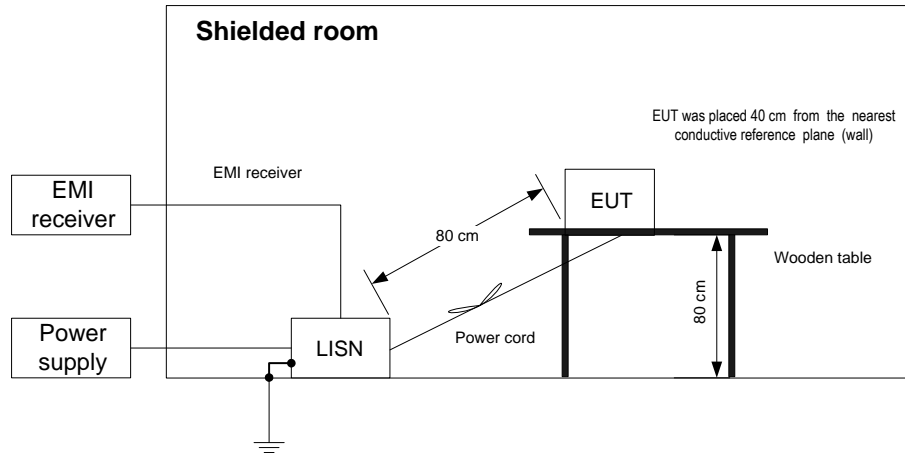 Shielded room
EUT was placed 40 cm from the nearest
conductive reference plane (wall)
EMI receiver
EMI
receiver
EUT
80 cm
Wooden table
80 cm
Power
supply
LISN
Power cord